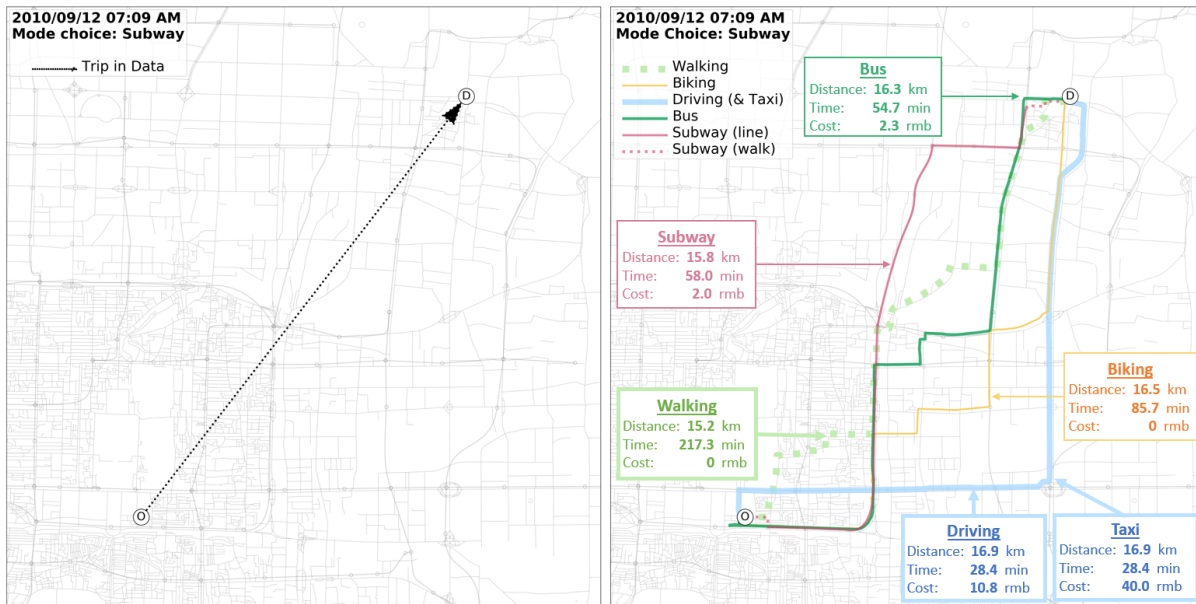 2010/09/12 07:09 AM
Mode choice: Subway
Trip in Data
D
O
2010/09/12 07:09 AM
Mode Choice: Subway
Walking
Biking
Driving (& Taxi)
Bus
Subway (line)
Subway (walk)
Bus
Distance: 16.3 km
Time: 54.7 min
Cost: 2.3 rmb
D
Subway
Distance: 15.8 km
Time: 58.0 min
Cost: 2.0 rmb
Biking
Distance: 16.5 km
Time: 85.7 min
Cost: 0 rmb
Walking
Distance: 15.2 km
Time: 217.3 min
Cost: 0 rmb
O
Driving
Distance: 16.9 km
Time: 28.4 min
Cost: 10.8 rmb
Taxi
Distance: 16.9 km
Time: 28.4 min
Cost: 40.0 rmb